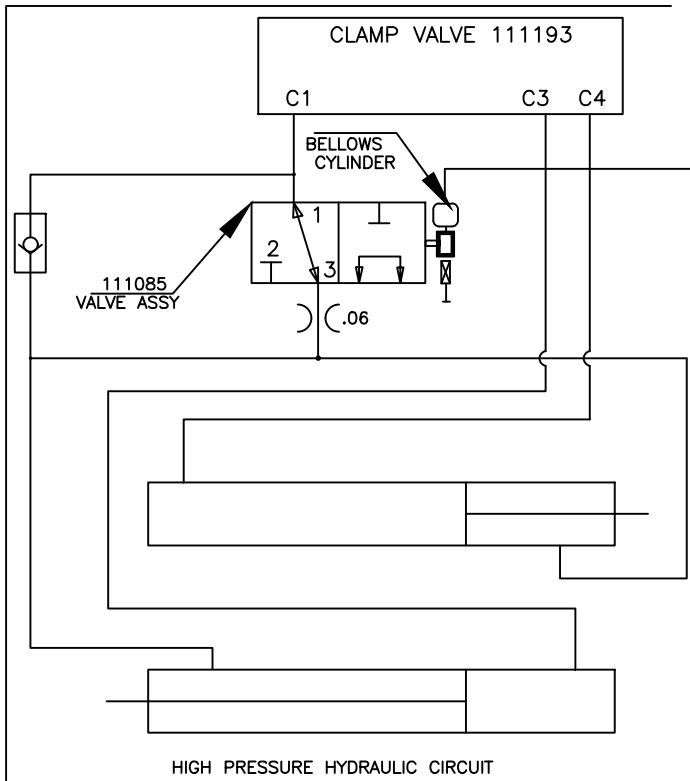 CLAMP VALVE 111193
C1
C3
C4
BELLOWS
CYLINDER
1
2
3
111085
VALVE ASSY
.06
HIGH PRESSURE HYDRAULIC CIRCUIT